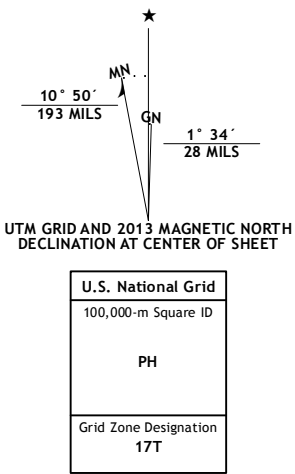 ★
MN
GN
10° 50´
193 MILS
1° 34´
28 MILS
UTM GRID AND 2013 MAGNETIC NORTH
DECLINATION AT CENTER OF SHEET
U.S. National Grid
100,000-m Square ID
PH
Grid Zone Designation
17T